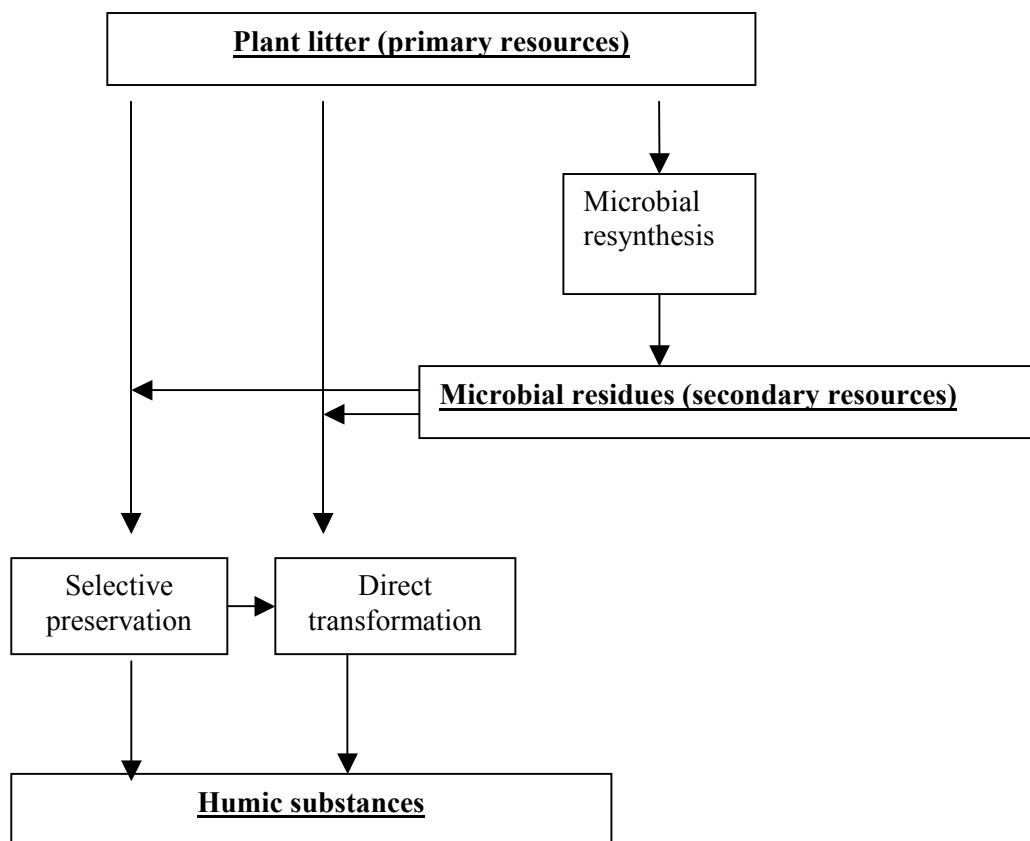 Plant litter (primary resources)
Microbial
resynthesis
Microbial residues (secondary resources)
Selective
preservation
Direct
transformation
Humic substances